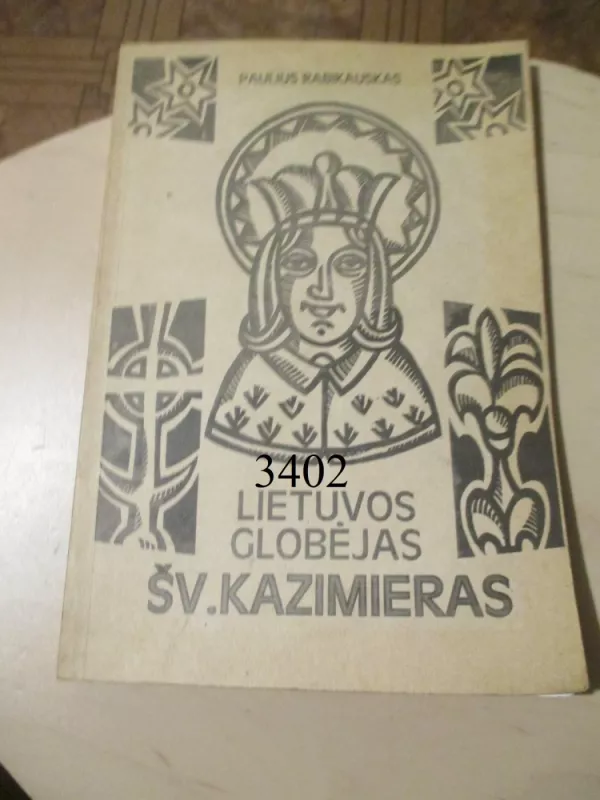 PAULIUS RABIKAUSKAS
3402
LIETUVOS
GLOBĖJAS
ŠV.KAZIMIERAS